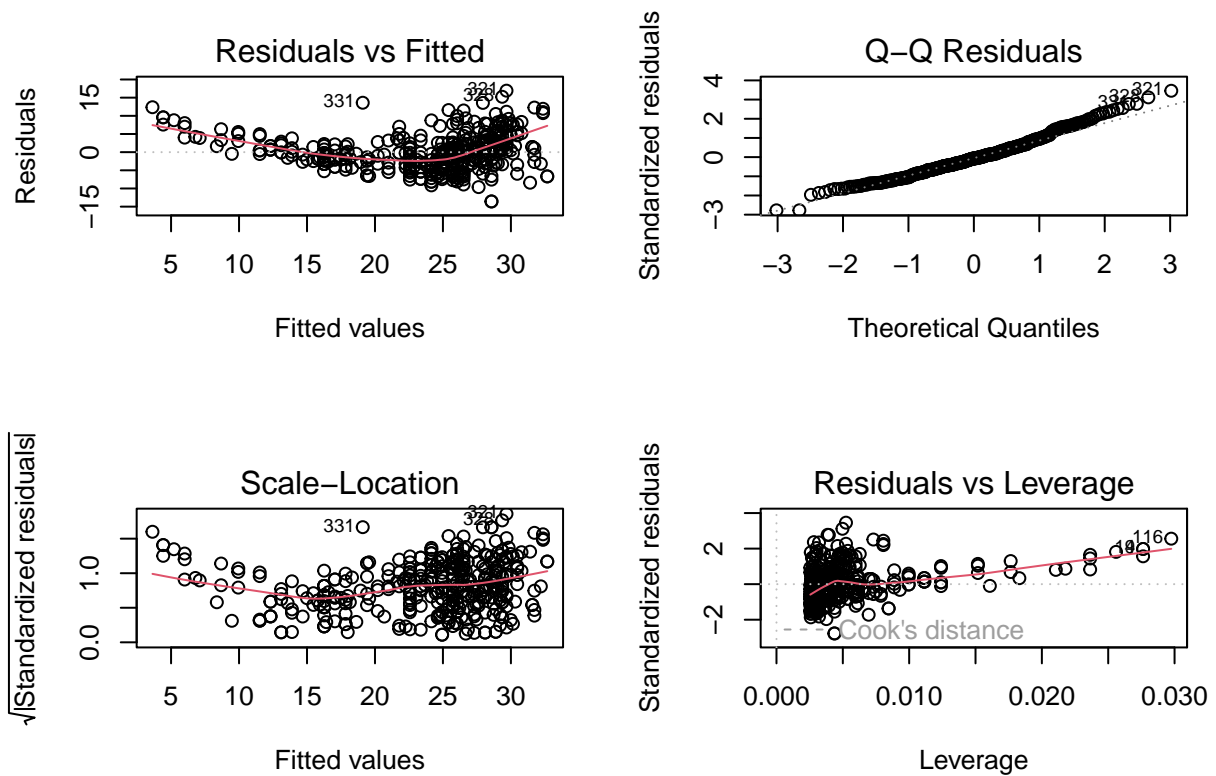 Residuals vs Fitted
Residuals
15
0
−15
331
321
5 10 15 20 25 30
Fitted values
Q−Q Residuals
Standardized residuals
4
2
0
−3
321
−3 −2 −1 0 1 2 3
Theoretical Quantiles
Scale−Location
√|Standardized residuals|
1.0
0.0
331
321
5 10 15 20 25 30
Fitted values
Residuals vs Leverage
Standardized residuals
2
−2
116
Cook's distance
0.000 0.010 0.020 0.030
Leverage